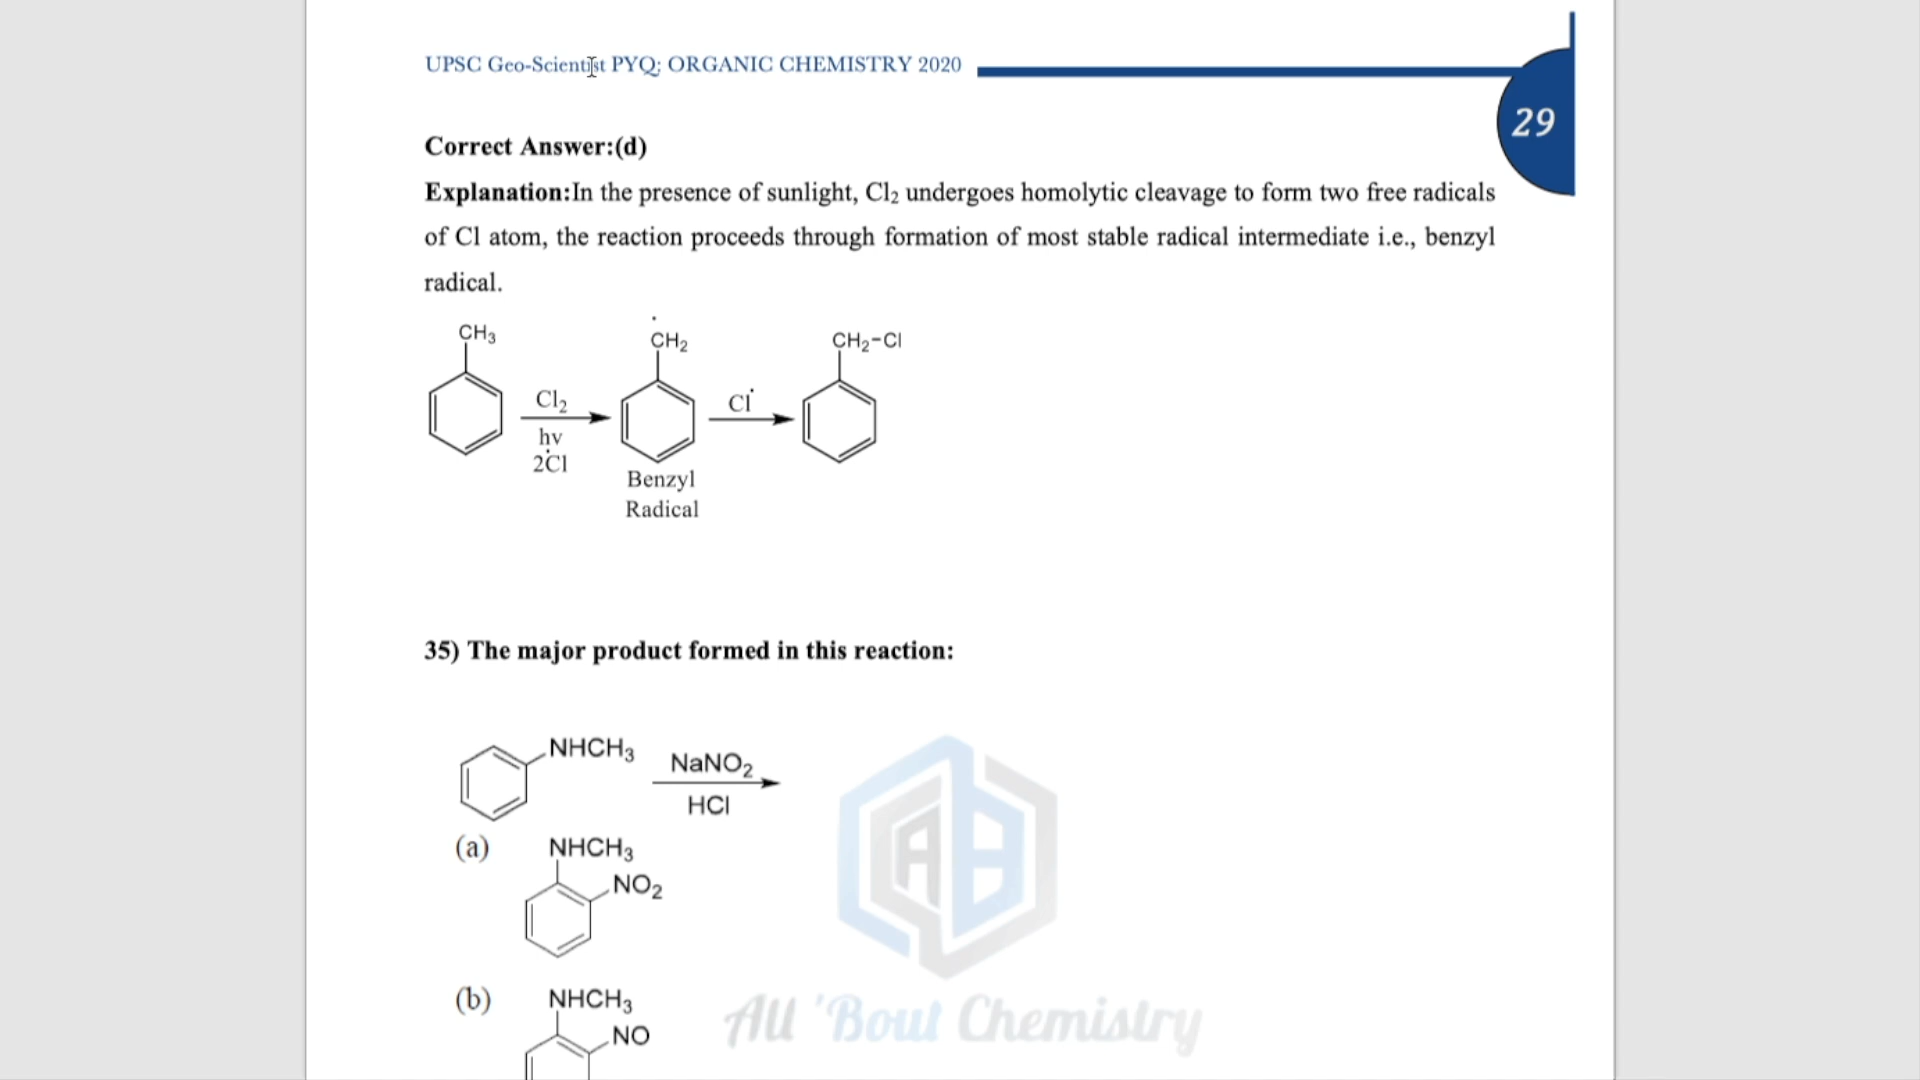 UPSC Geo-Scientist PYQ: ORGANIC CHEMISTRY 2020
29
Correct Answer:(d)
Explanation:In the presence of sunlight, Cl₂ undergoes homolytic cleavage to form two free radicals
of Cl atom, the reaction proceeds through formation of most stable radical intermediate i.e., benzyl
radical.
CH₃
ĊH₂
CH₂-Cl
Cl₂
Cl˙
hv
2Ċl
Benzyl
Radical
35) The major product formed in this reaction:
NHCH₃
NaNO₂
HCl
(a) NHCH₃
NO₂
(b) NHCH₃
NO
All 'Bout Chemistry